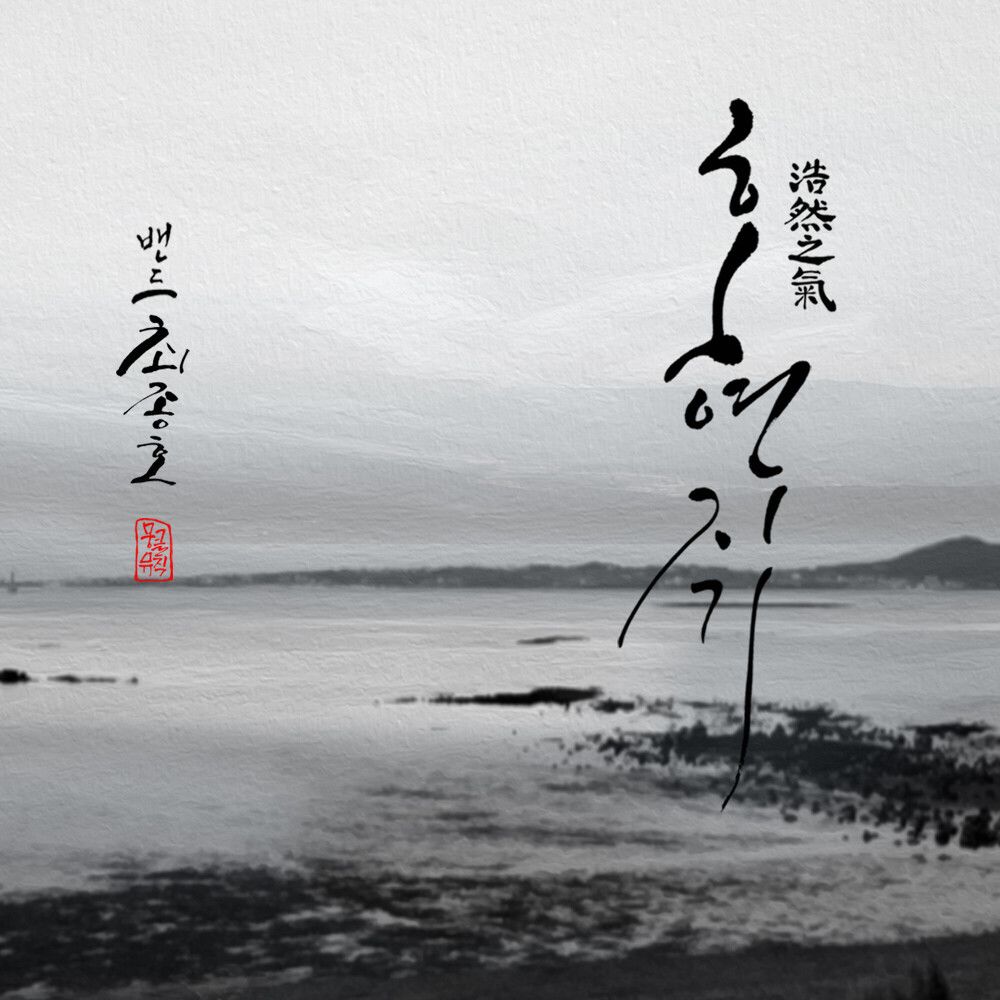 호연지기
浩然之氣
밴드 최종호
몽글
뮤직